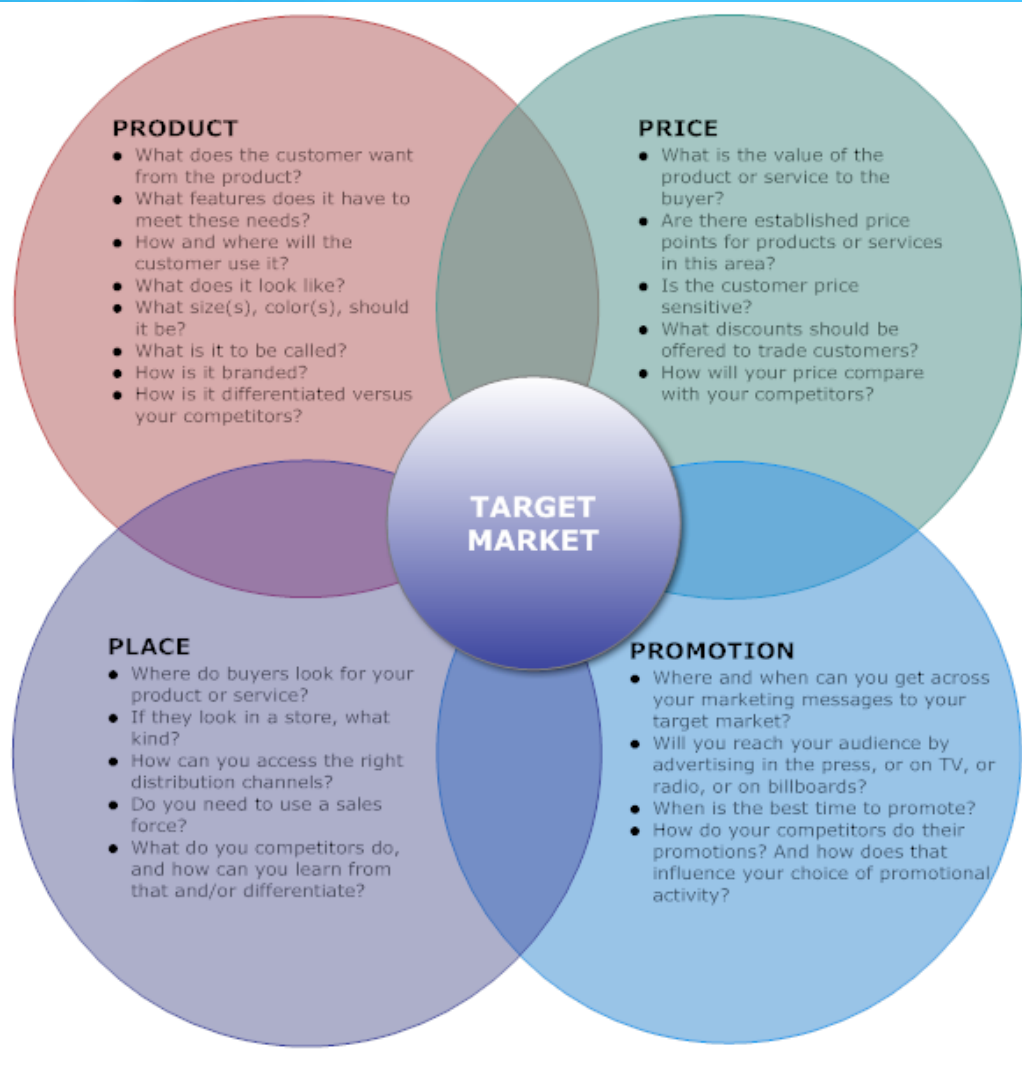 PRODUCT
● What does the customer want
from the product?
● What features does it have to
meet these needs?
● How and where will the
customer use it?
● What does it look like?
● What size(s), color(s), should
it be?
● What is it to be called?
● How is it branded?
● How is it differentiated versus
your competitors?
PRICE
● What is the value of the
product or service to the
buyer?
● Are there established price
points for products or services
in this area?
● Is the customer price
sensitive?
● What discounts should be
offered to trade customers?
● How will your price compare
with your competitors?
TARGET
MARKET
PLACE
● Where do buyers look for your
product or service?
● If they look in a store, what
kind?
● How can you access the right
distribution channels?
● Do you need to use a sales
force?
● What do you competitors do,
and how can you learn from
that and/or differentiate?
PROMOTION
● Where and when can you get across
your marketing messages to your
target market?
● Will you reach your audience by
advertising in the press, or on TV, or
radio, or on billboards?
● When is the best time to promote?
● How do your competitors do their
promotions? And how does that
influence your choice of promotional
activity?